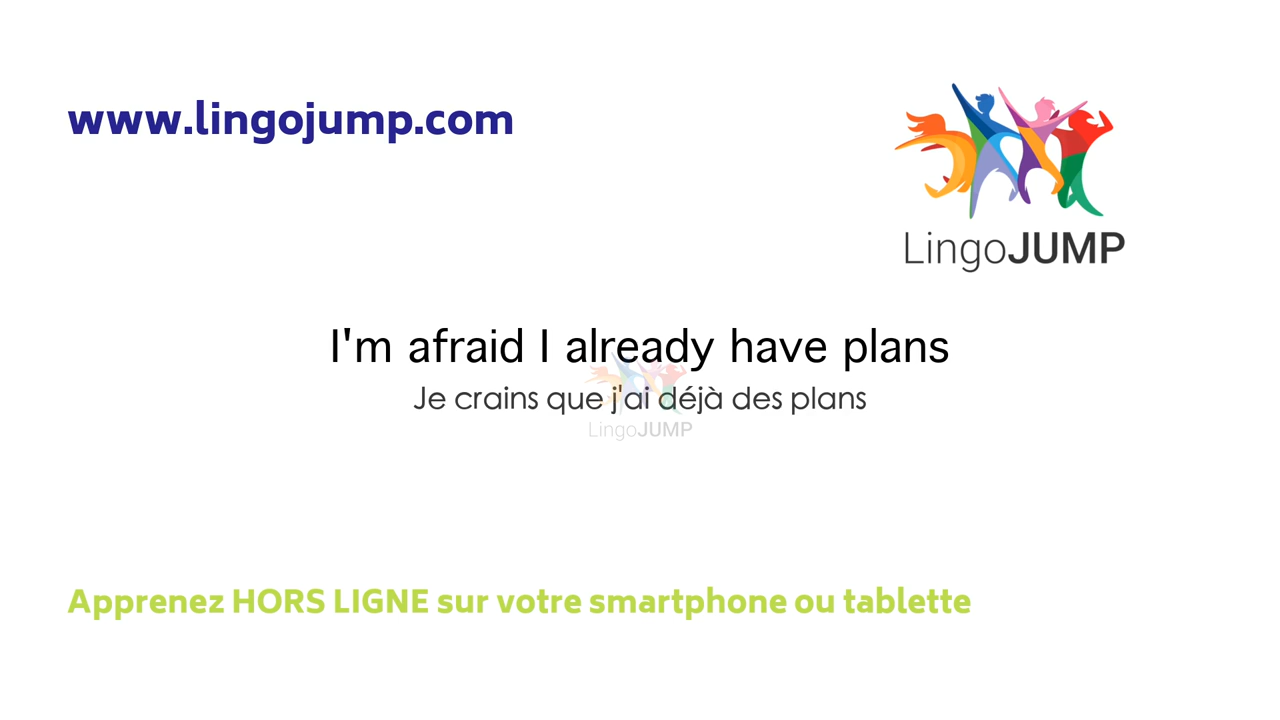 www.lingojump.com
LingoJUMP
I'm afraid I already have plans
Je crains que j'ai déjà des plans
LingoJUMP
Apprenez HORS LIGNE sur votre smartphone ou tablette